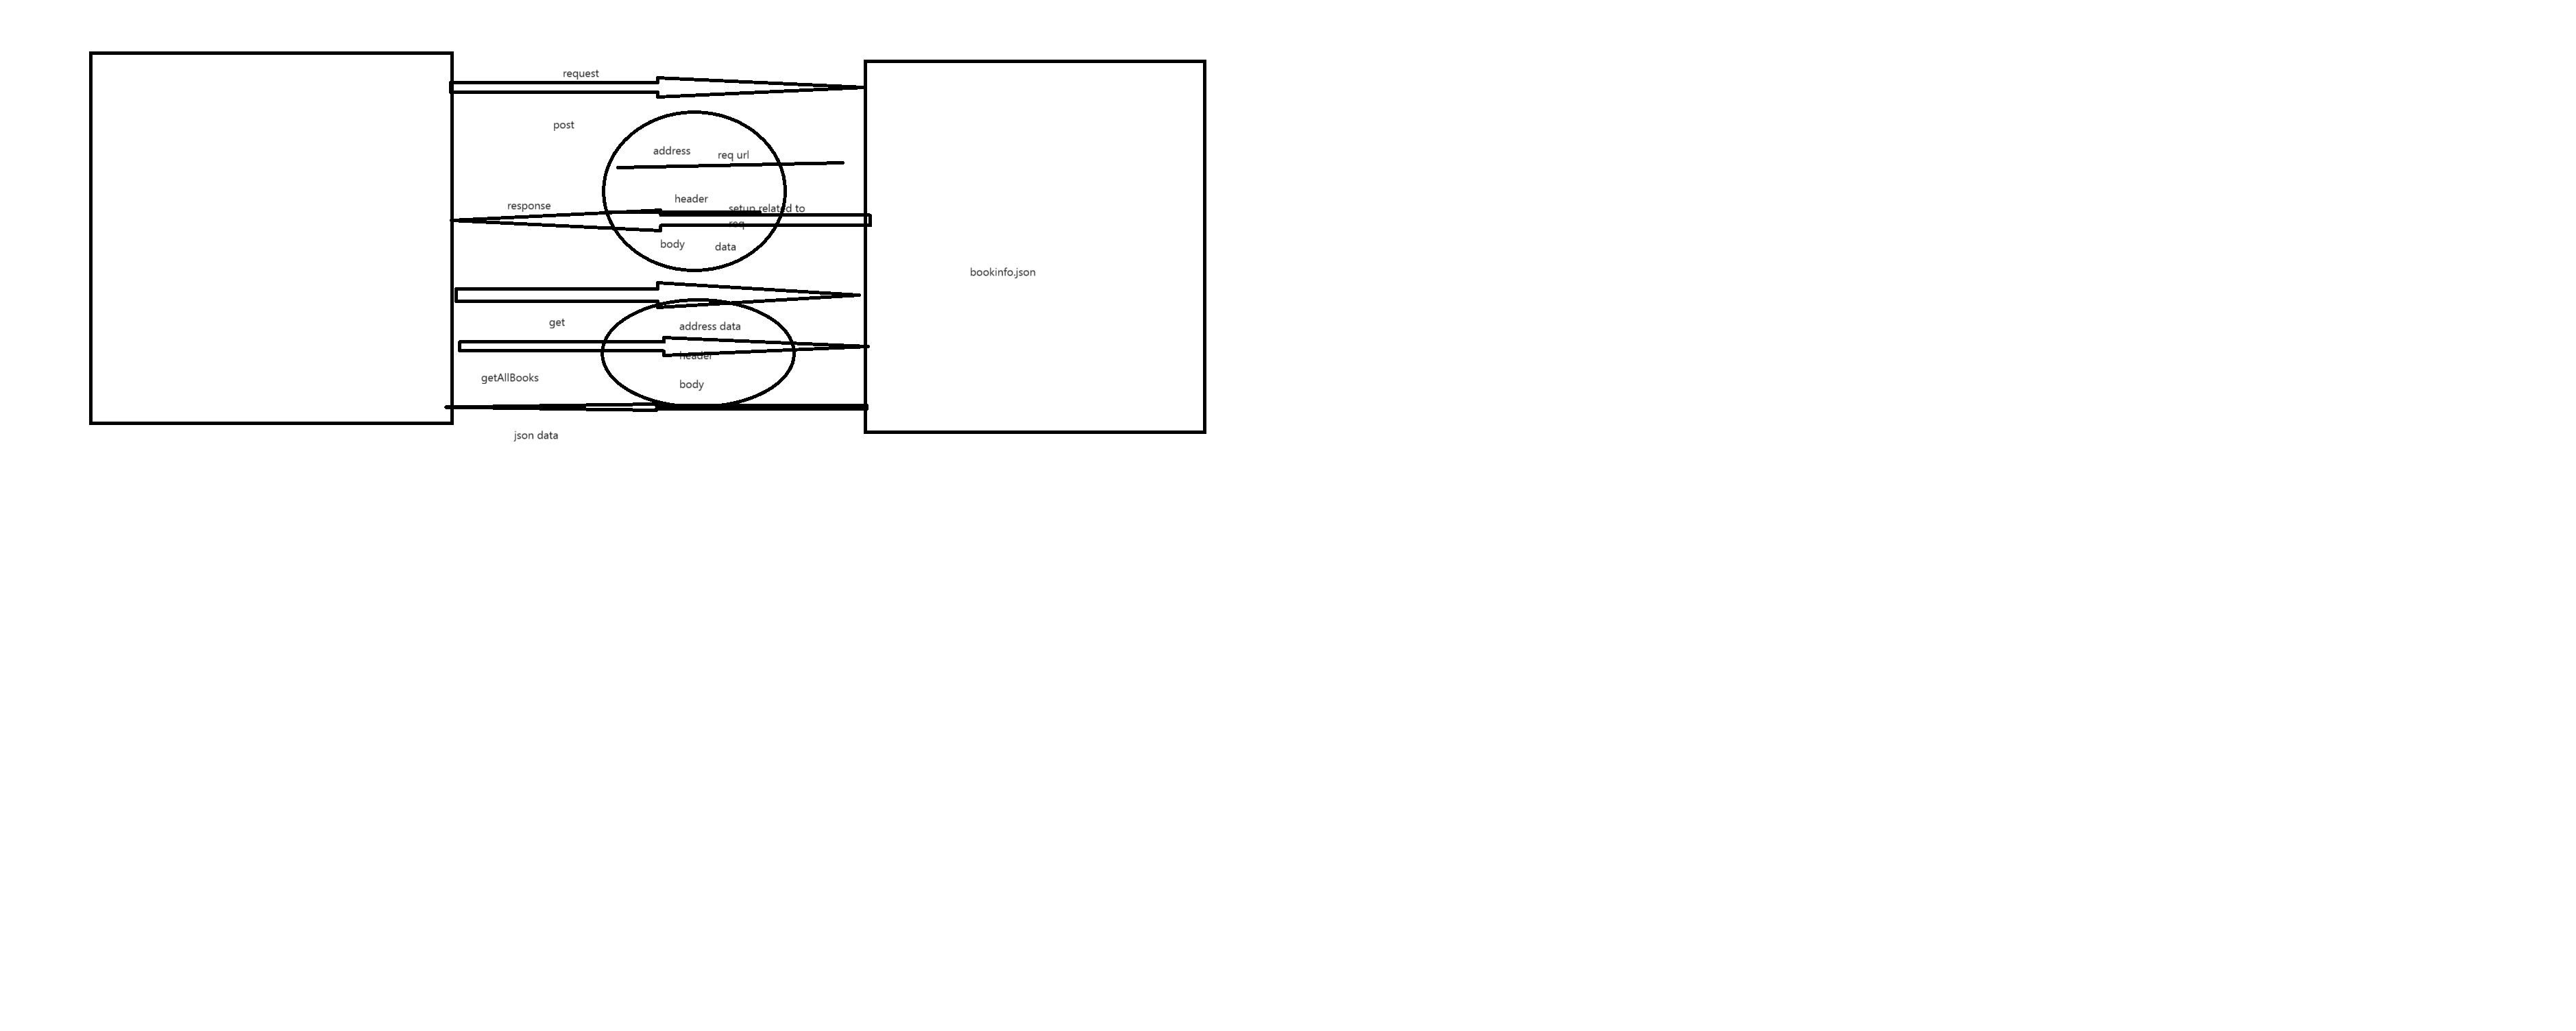 request
post
address req url
header
setup related to
req
response
body data
bookinfo.json
get
address data
header
getAllBooks
body
json data